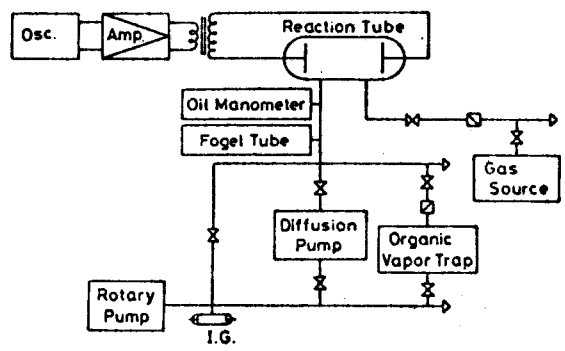 Osc.
Amp.
Reaction Tube
Oil Manometer
Fogel Tube
Gas
Source
Diffusion
Pump
Organic
Vapor Trap
Rotary
Pump
I.G.